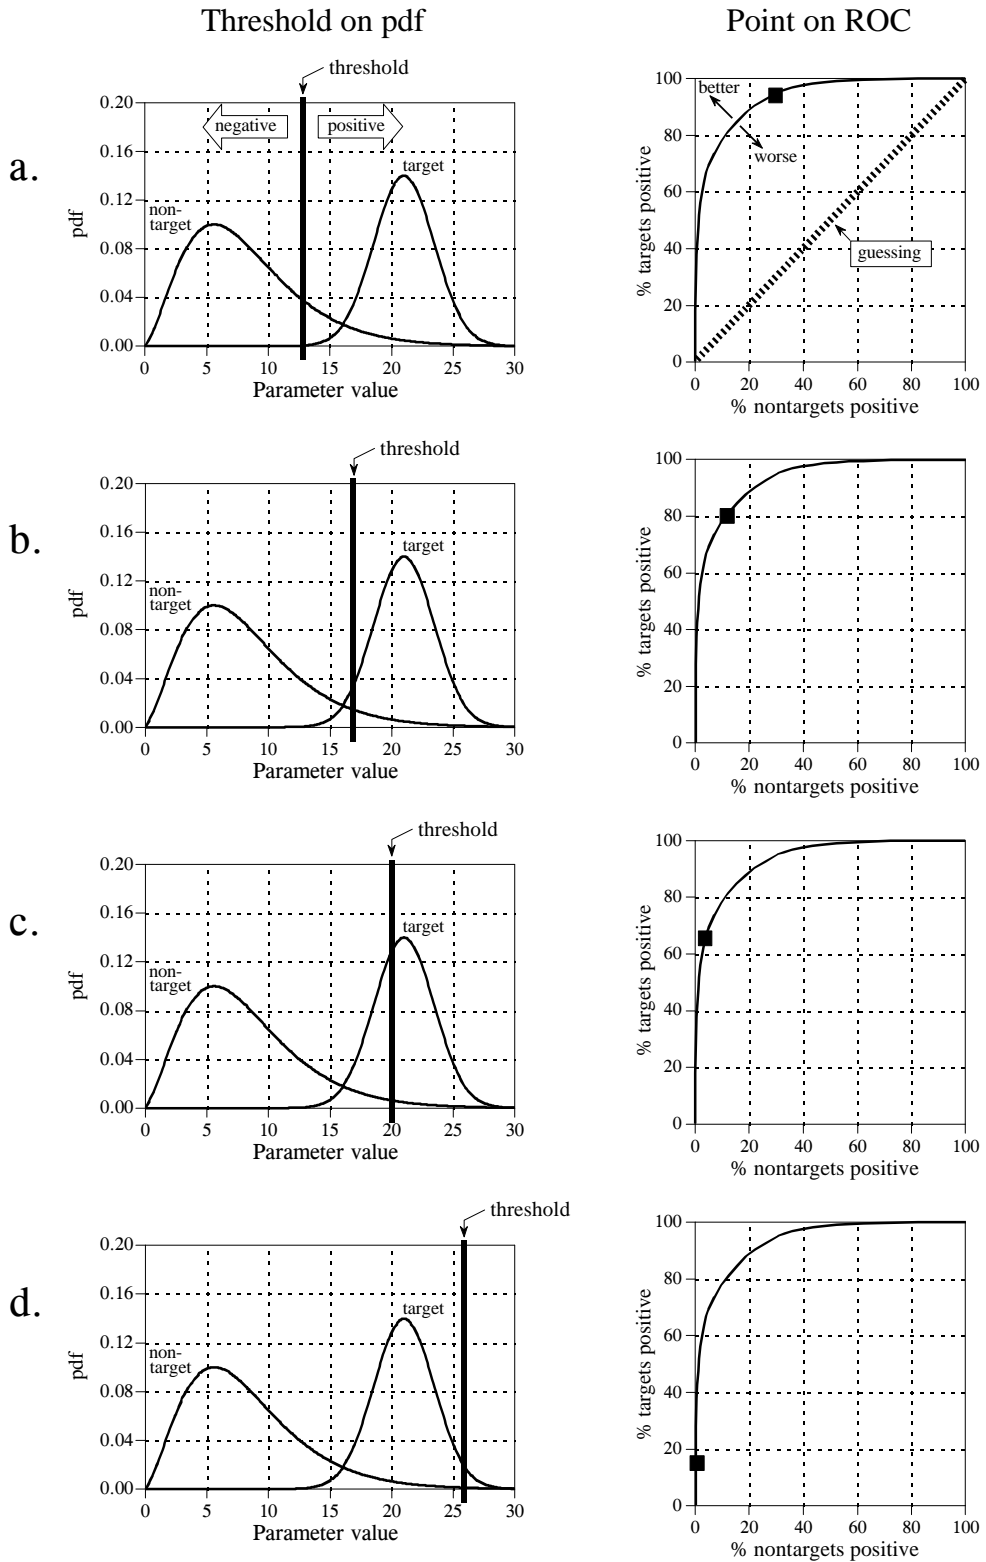 Threshold on pdf
Point on ROC
a.
threshold
negative
positive
target
non-
target
pdf
0.20
0.16
0.12
0.08
0.04
0.00
0 5 10 15 20 25 30
Parameter value
better
worse
guessing
% targets positive
100
80
60
40
20
0
0 20 40 60 80 100
% nontargets positive
b.
threshold
target
non-
target
pdf
0.20
0.16
0.12
0.08
0.04
0.00
0 5 10 15 20 25 30
Parameter value
% targets positive
100
80
60
40
20
0
0 20 40 60 80 100
% nontargets positive
c.
threshold
target
non-
target
pdf
0.20
0.16
0.12
0.08
0.04
0.00
0 5 10 15 20 25 30
Parameter value
% targets positive
100
80
60
40
20
0
0 20 40 60 80 100
% nontargets positive
d.
threshold
target
non-
target
pdf
0.20
0.16
0.12
0.08
0.04
0.00
0 5 10 15 20 25 30
Parameter value
% targets positive
100
80
60
40
20
0
0 20 40 60 80 100
% nontargets positive